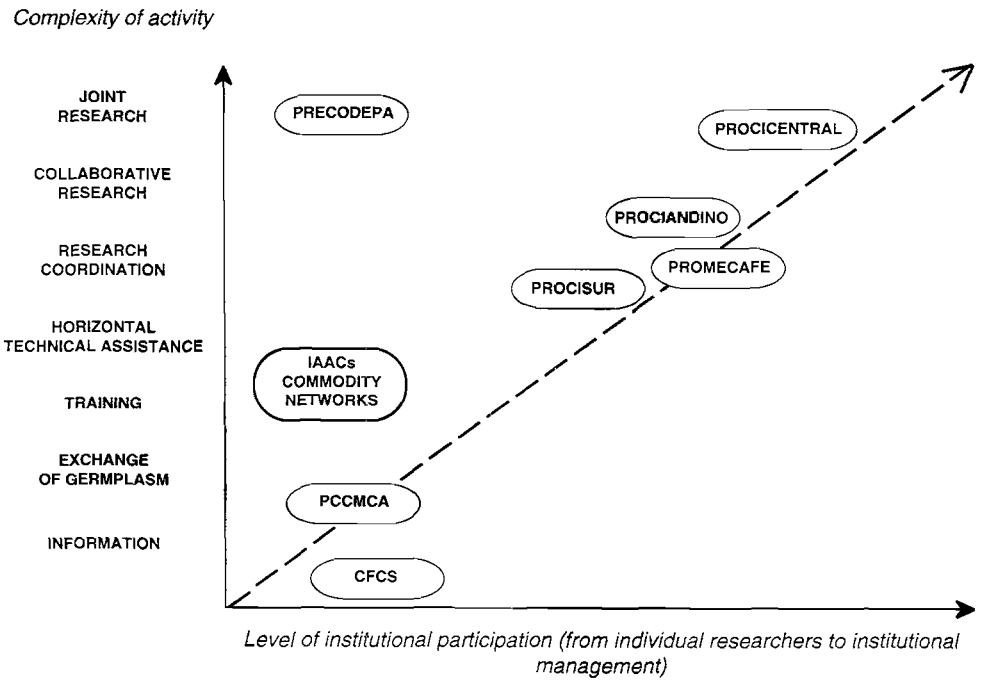 Complexity of activity
JOINT
RESEARCH
PRECODEPA
PROCICENTRAL
COLLABORATIVE
RESEARCH
PROCIANDINO
RESEARCH
COORDINATION
PROMECAFE
PROCISUR
HORIZONTAL
TECHNICAL ASSISTANCE
IAACs
COMMODITY
NETWORKS
TRAINING
EXCHANGE
OF GERMPLASM
PCCMCA
INFORMATION
CFCS
Level of institutional participation (from individual researchers to institutional
management)